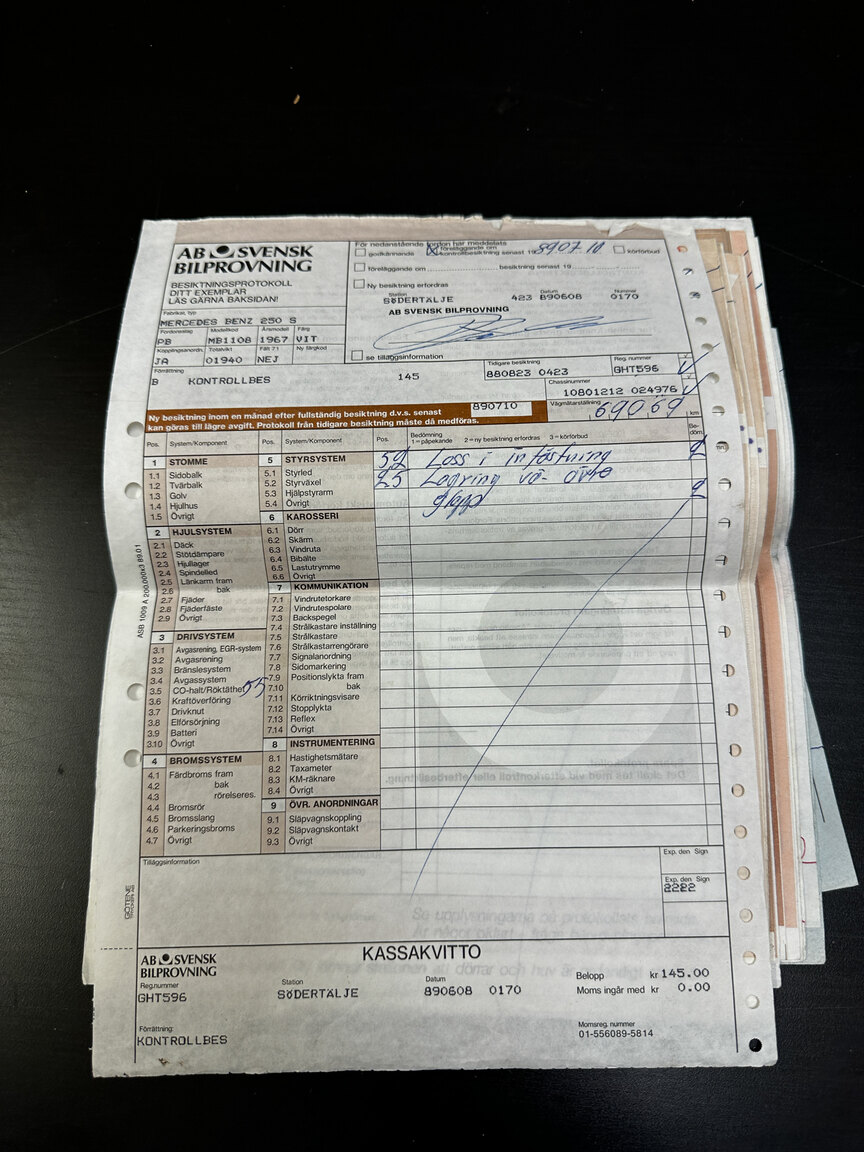 AB SVENSK
BILPROVNING
BESIKTNINGSPROTOKOLL
DITT EXEMPLAR
LÄS GÄRNA BAKSIDAN!
För nedanstående fordon har meddelats
godkännande
föreläggande om
kontrollbesiktning senast 19 890710
körförbud
föreläggande om besiktning senast 19
Ny besiktning erfordras
Station Datum Nummer
SÖDERTÄLJE 423 890608 0170
AB SVENSK BILPROVNING
se tilläggsinformation
Fabrikat, typ
MERCEDES BENZ 250 S
Fordonsslag Modellkod Årsmodell Färg
PB MB1108 1967 VIT
Kopplingsanordn. Totalvikt Fält 71 Ny färgkod
JA 01940 NEJ
Förrättning
B KONTROLLBES 145
Tidigare besiktning Reg. nummer
880823 0423 GHT596
Chassinummer
10801212 024976
Ny besiktning inom en månad efter fullständig besiktning d.v.s. senast 890710
kan göras till lägre avgift. Protokoll från tidigare besiktning måste då medföras.
Vägmätarställning
69069 km
Pos. System/Komponent Pos. System/Komponent Pos. Bedömning
1 = påpekande 2 = ny besiktning erfordras 3 = körförbud
Be-
döm.
1 STOMME
1.1 Sidobalk
1.2 Tvärbalk
1.3 Golv
1.4 Hjulhus
1.5 Övrigt
2 HJULSYSTEM
2.1 Däck
2.2 Stötdämpare
2.3 Hjullager
2.4 Spindelled
2.5 Länkarm fram
2.6 bak
2.7 Fjäder
2.8 Fjäderfäste
2.9 Övrigt
3 DRIVSYSTEM
3.1 Avgasrening, EGR-system
3.2 Avgasrening
3.3 Bränslesystem
3.4 Avgassystem
3.5 CO-halt/Röktäthet 55
3.6 Kraftöverföring
3.7 Drivknut
3.8 Elförsörjning
3.9 Batteri
3.10 Övrigt
4 BROMSSYSTEM
4.1 Färdbroms fram
4.2 bak
4.3 rörelseres.
4.4 Bromsrör
4.5 Bromsslang
4.6 Parkeringsbroms
4.7 Övrigt
5 STYRSYSTEM
5.1 Styrled
5.2 Styrväxel
5.3 Hjälpstyrarm
5.4 Övrigt
6 KAROSSERI
6.1 Dörr
6.2 Skärm
6.3 Vindruta
6.4 Bibälte
6.5 Lastutrymme
6.6 Övrigt
7 KOMMUNIKATION
7.1 Vindrutetorkare
7.2 Vindrutespolare
7.3 Backspegel
7.4 Strålkastare inställning
7.5 Strålkastare
7.6 Strålkastarrengörare
7.7 Signalanordning
7.8 Sidomarkering
7.9 Positionslykta fram
7.10 bak
7.11 Körriktningsvisare
7.12 Stopplykta
7.13 Reflex
7.14 Övrigt
8 INSTRUMENTERING
8.1 Hastighetsmätare
8.2 Taxameter
8.3 KM-räknare
8.4 Övrigt
9 ÖVR. ANORDNINGAR
9.1 Släpvagnskoppling
9.2 Släpvagnskontakt
9.3 Övrigt
52 Loss i infästning 2
25 Lagring vä- övre
glapp 2
ASB 1009 A 200.000x3 89.01
Tilläggsinformation
Exp. den Sign
Exp. den Sign
2222
GÖTENE
AB SVENSK
BILPROVNING
KASSAKVITTO
Reg.nummer Station Datum
GHT596 SÖDERTÄLJE 890608 0170
Belopp kr 145.00
Moms ingår med kr 0.00
Förrättning:
KONTROLLBES
Momsreg. nummer
01-556089-5814